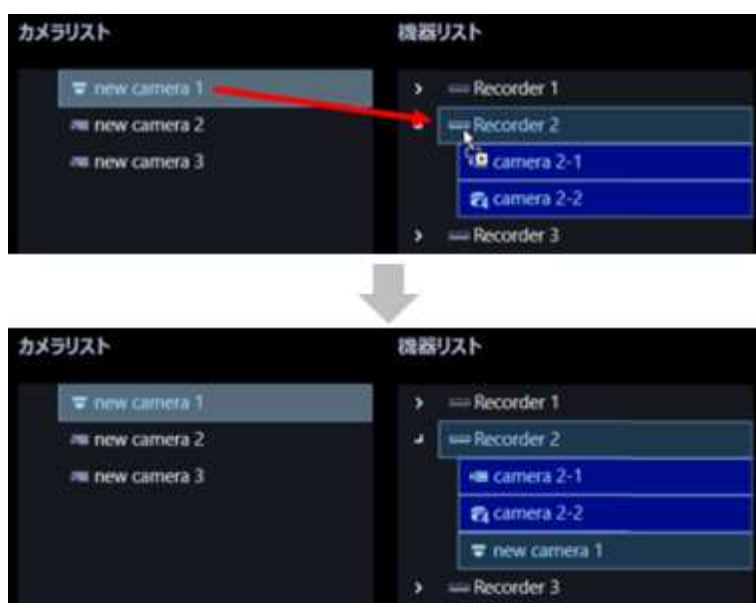 カメラリスト
機器リスト
new camera 1
Recorder 1
new camera 2
Recorder 2
new camera 3
camera 2-1
camera 2-2
Recorder 3
カメラリスト
機器リスト
new camera 1
Recorder 1
new camera 2
Recorder 2
new camera 3
camera 2-1
camera 2-2
new camera 1
Recorder 3